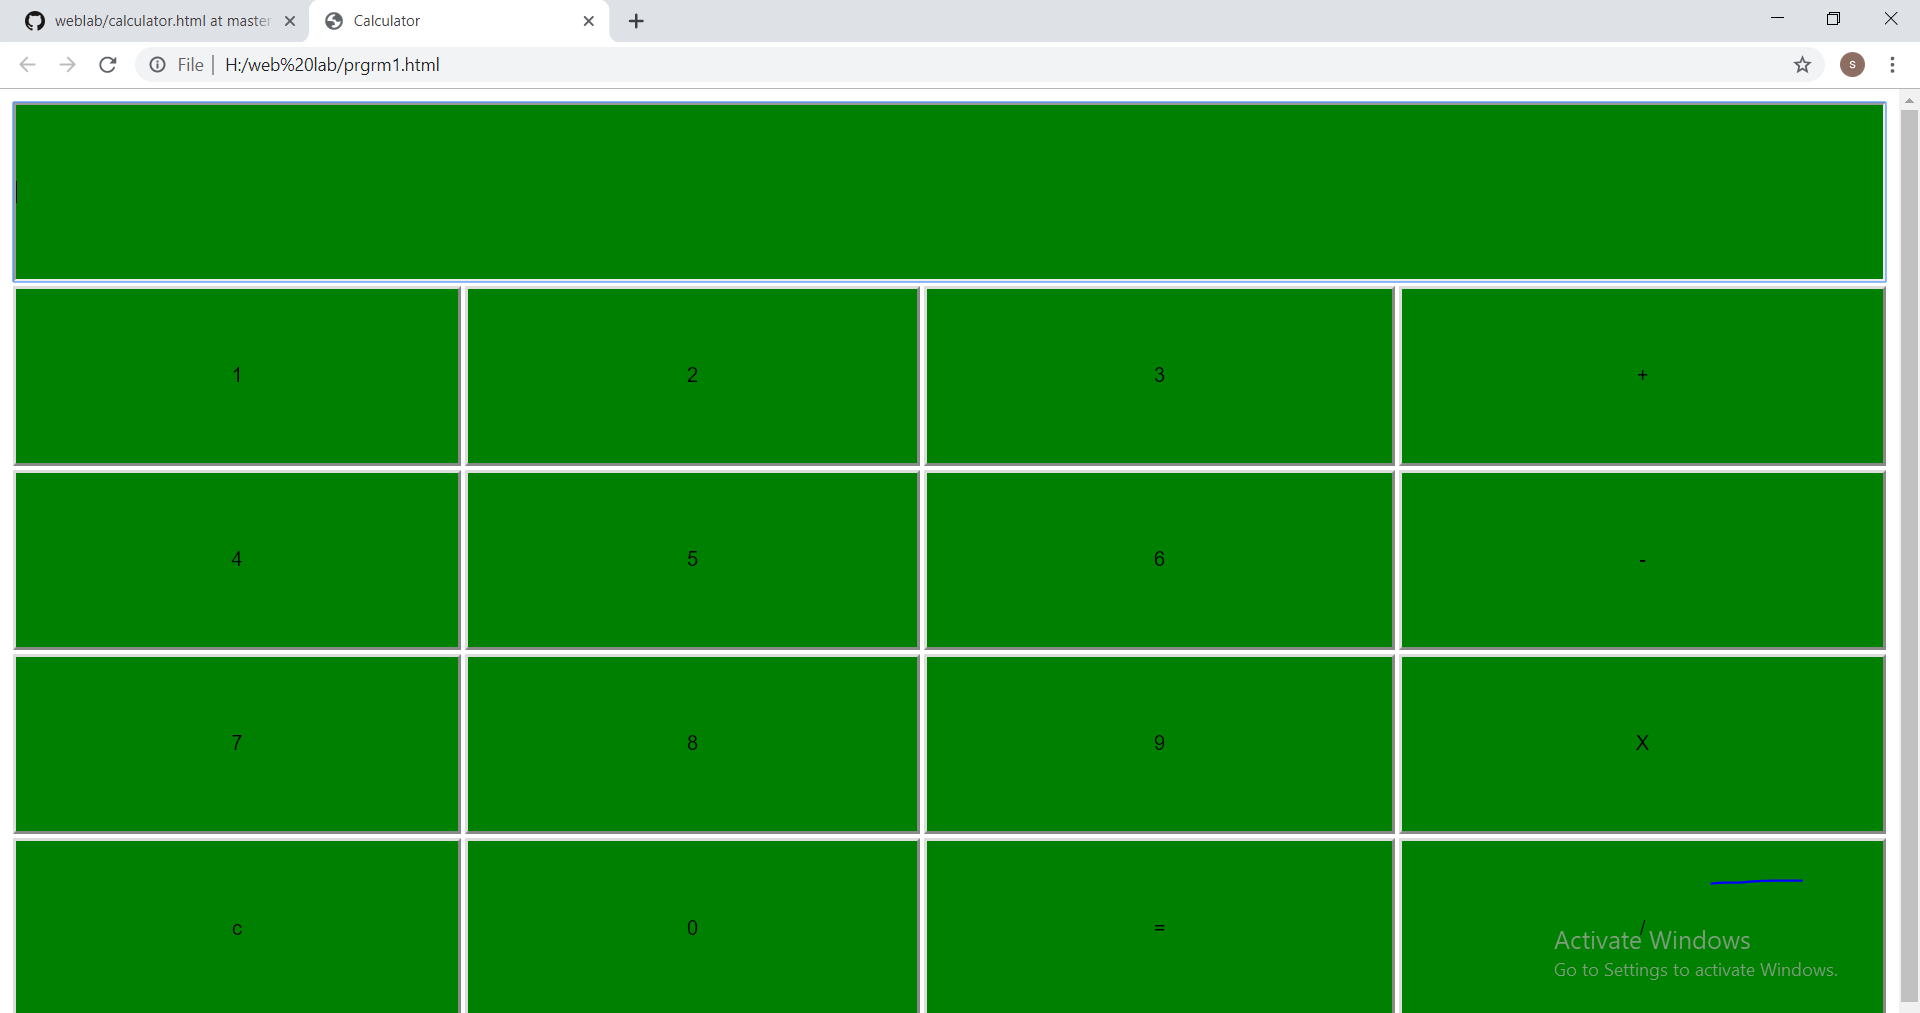 weblab/calculator.html at master
Calculator
File | H:/web%20lab/prgrm1.html
s
1 2 3 +
4 5 6 -
7 8 9 X
c 0 = /
Activate Windows
Go to Settings to activate Windows.